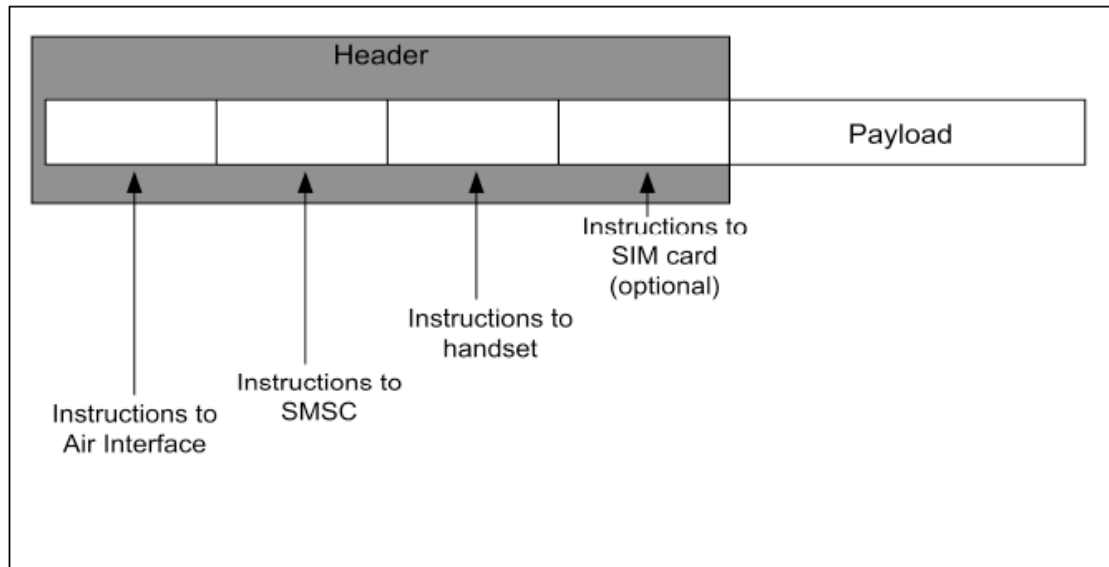 Header
Payload
Instructions to
SIM card
(optional)
Instructions to
handset
Instructions to
SMSC
Instructions to
Air Interface